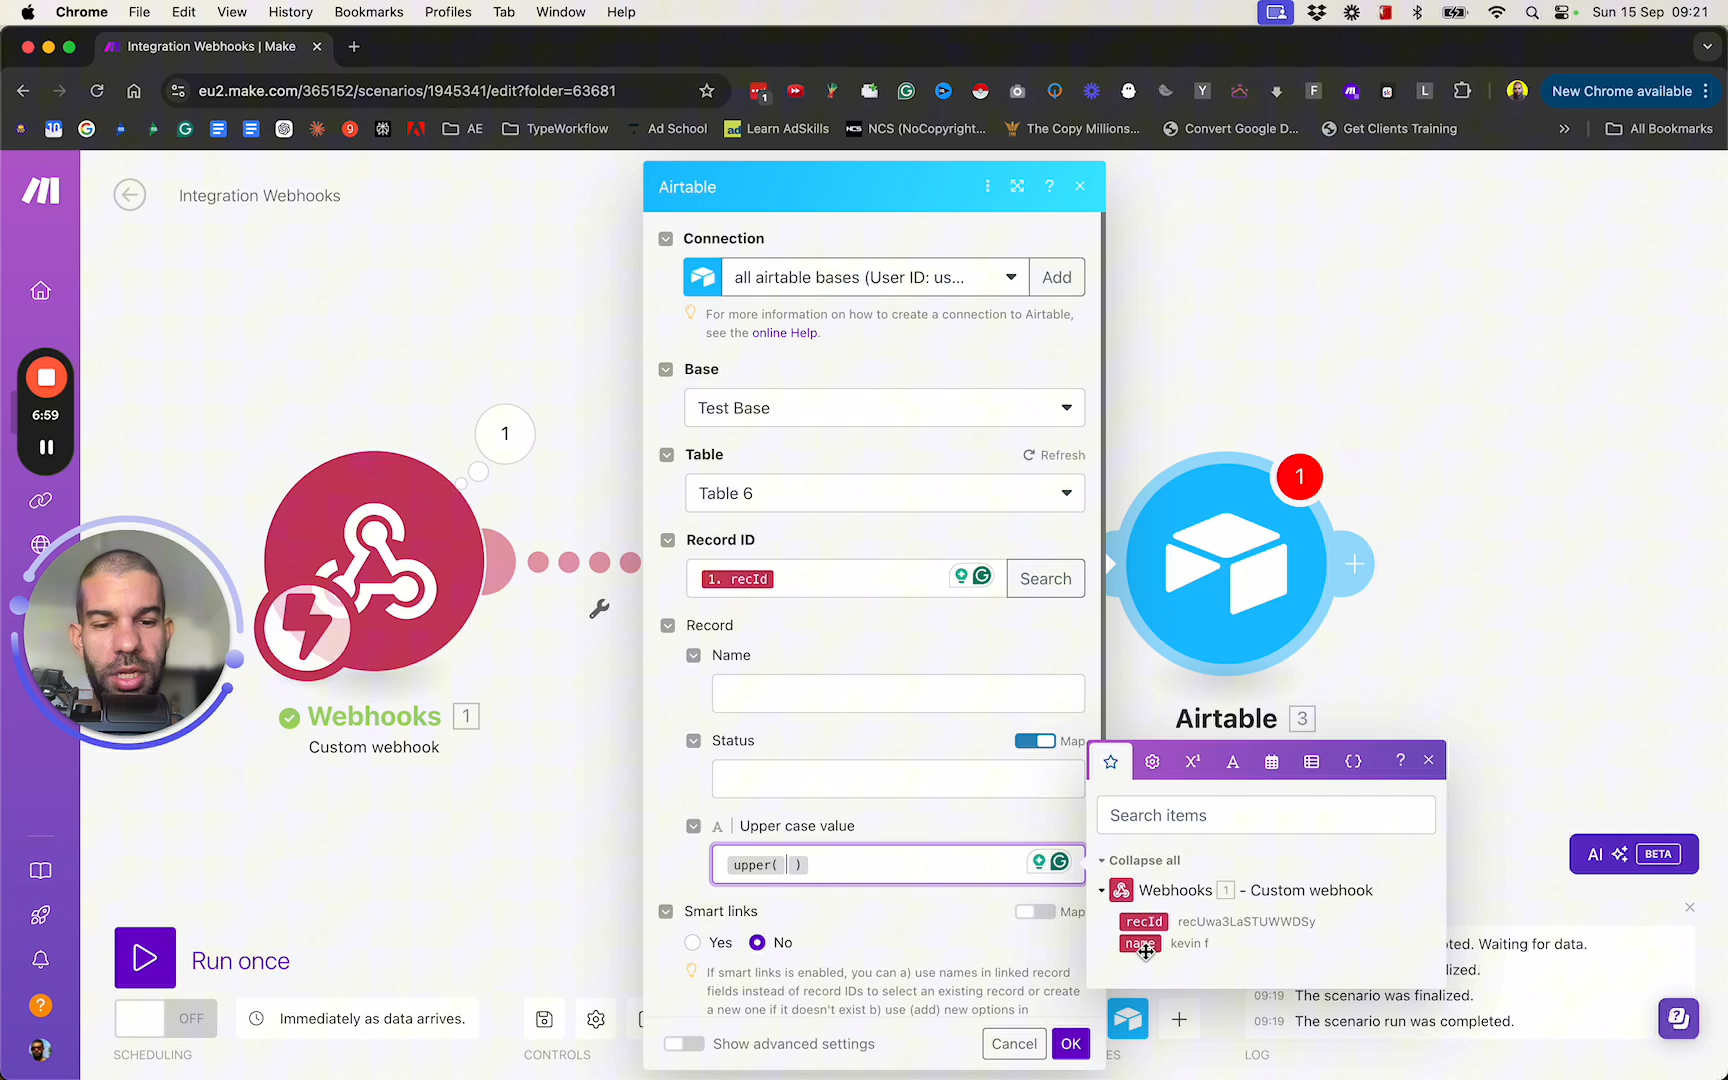 Chrome File Edit View History Bookmarks Profiles Tab Window Help
Sun 15 Sep 09:21
Integration Webhooks | Make
eu2.make.com/365152/scenarios/1945341/edit?folder=63681
1
Y
F
sk
L
New Chrome available
10
9
AE
TypeWorkflow
Ad School
ad Learn AdSkills
NCS NCS (NoCopyright...
The Copy Millions...
Convert Google D...
Get Clients Training
All Bookmarks
Integration Webhooks
Airtable
Connection
all airtable bases (User ID: us...
Add
For more information on how to create a connection to Airtable,
see the online Help.
Base
Test Base
6:59
1
Table
Refresh
Table 6
1
Record ID
1. recId
Search
Record
Name
Webhooks 1
Custom webhook
Airtable 3
Status
Map
Search items
Upper case value
upper( )
Collapse all
Webhooks 1 - Custom webhook
recId recUwa3LaSTUWWDSy
name kevin f
AI BETA
Smart links
Map
Yes No
If smart links is enabled, you can a) use names in linked record
fields instead of record IDs to select an existing record or create
a new one if it doesn't exist b) use (add) new options in
Run once
OFF
Immediately as data arrives.
SCHEDULING
CONTROLS
Show advanced settings
Cancel
OK
ES
Waiting for data.
lized.
09:19 The scenario was finalized.
09:19 The scenario run was completed.
LOG